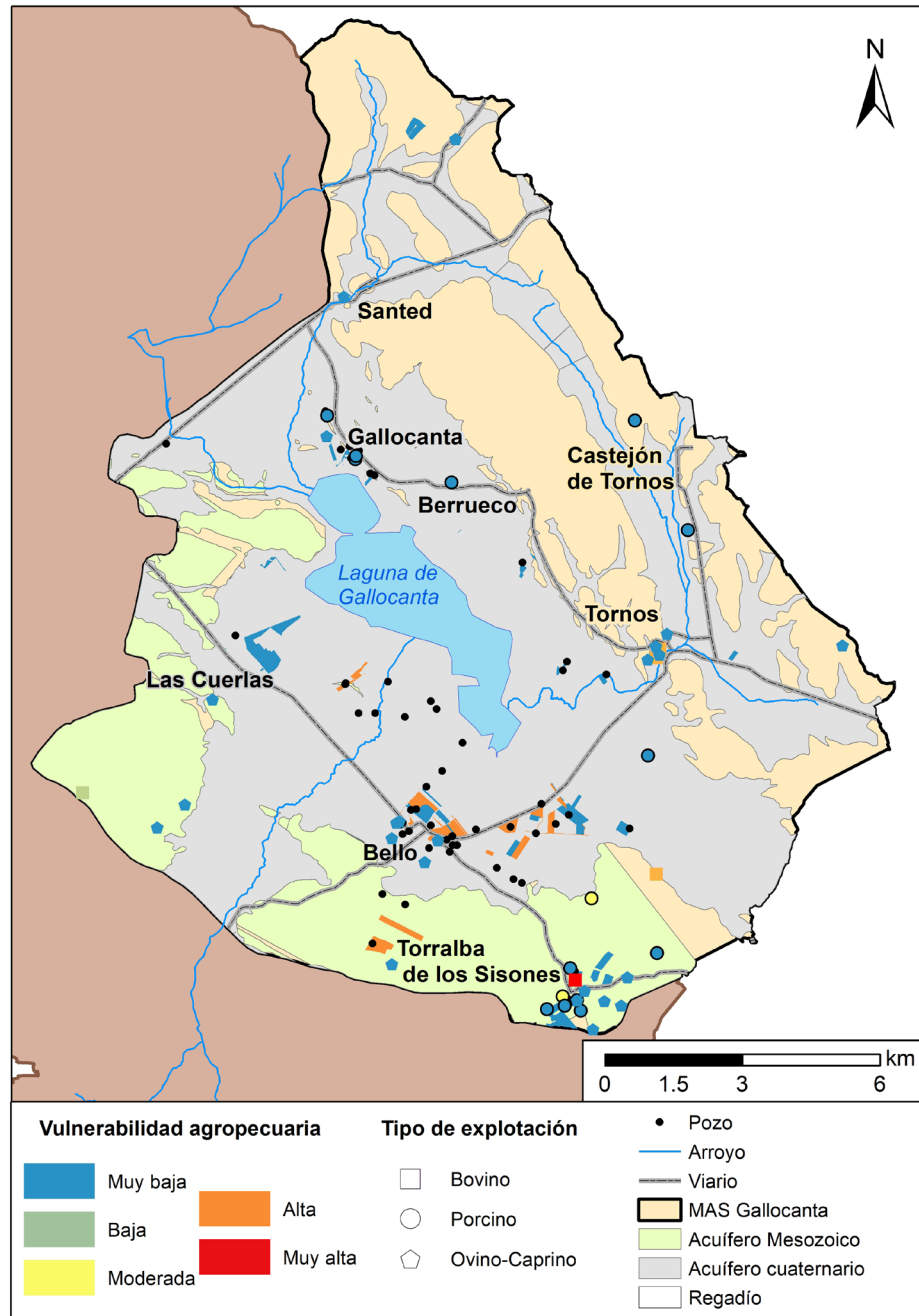 N
Santed
Gallocanta
Castejón
de Tornos
Berrueco
Laguna de
Gallocanta
Tornos
Las Cuerlas
Bello
Torralba
de los Sisones
km
0 1.5 3 6
Vulnerabilidad agropecuaria
Muy baja
Baja
Moderada
Alta
Muy alta
Tipo de explotación
Bovino
Porcino
Ovino-Caprino
Pozo
Arroyo
Viario
MAS Gallocanta
Acuífero Mesozoico
Acuífero cuaternario
Regadío